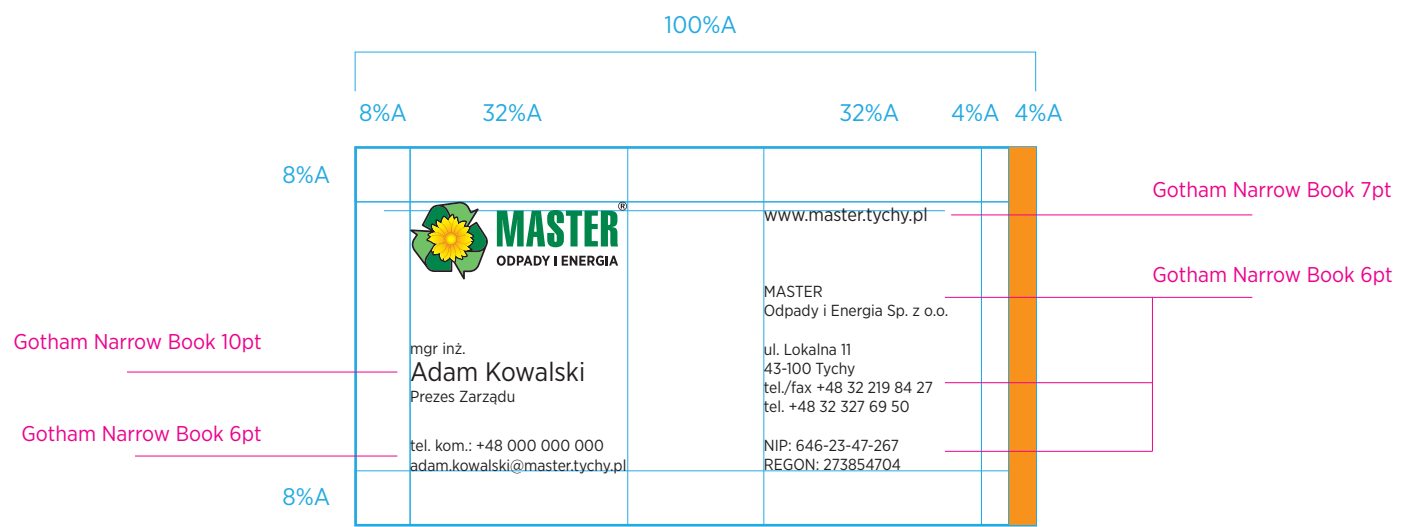 100%A
8%A 32%A 32%A 4%A 4%A
8%A
Gotham Narrow Book 7pt
MASTER®
ODPADY I ENERGIA
www.master.tychy.pl
Gotham Narrow Book 6pt
MASTER
Odpady i Energia Sp. z o.o.
Gotham Narrow Book 10pt
mgr inż.
Adam Kowalski
Prezes Zarządu
ul. Lokalna 11
43-100 Tychy
tel./fax +48 32 219 84 27
tel. +48 32 327 69 50
Gotham Narrow Book 6pt
tel. kom.: +48 000 000 000
adam.kowalski@master.tychy.pl
NIP: 646-23-47-267
REGON: 273854704
8%A